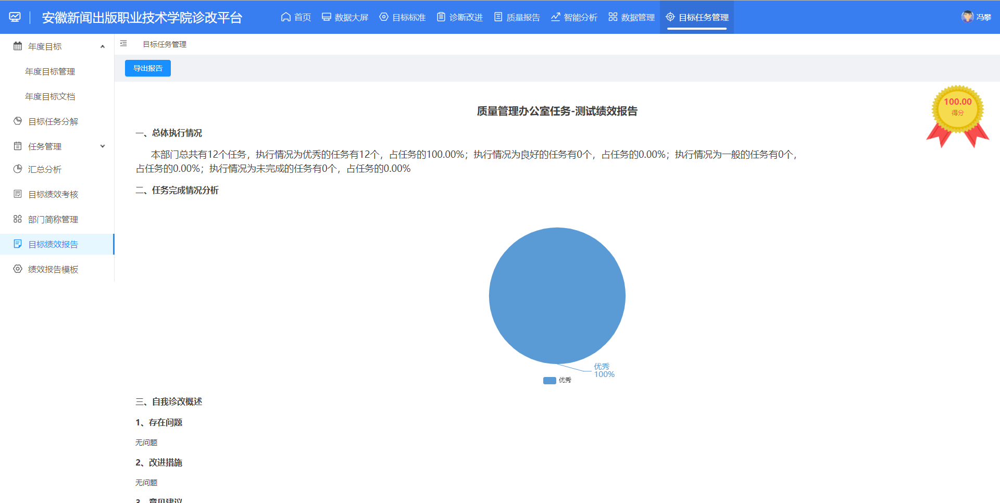 安徽新闻出版职业技术学院诊改平台
首页
数据大屏
目标标准
诊断改进
质量报告
智能分析
数据管理
目标任务管理
冯攀
年度目标
年度目标管理
年度目标文档
目标任务分解
任务管理
汇总分析
目标绩效考核
部门简称管理
目标绩效报告
绩效报告模板
目标任务管理
导出报告
100.00
得分
质量管理办公室任务-测试绩效报告
一、总体执行情况
本部门总共有12个任务，执行情况为优秀的任务有12个，占任务的100.00%；执行情况为良好的任务有0个，占任务的0.00%；执行情况为一般的任务有0个，
占任务的0.00%；执行情况为未完成的任务有0个，占任务的0.00%
二、任务完成情况分析
优秀
100%
优秀
三、自我诊改概述
1、存在问题
无问题
2、改进措施
无问题
3、意见建议